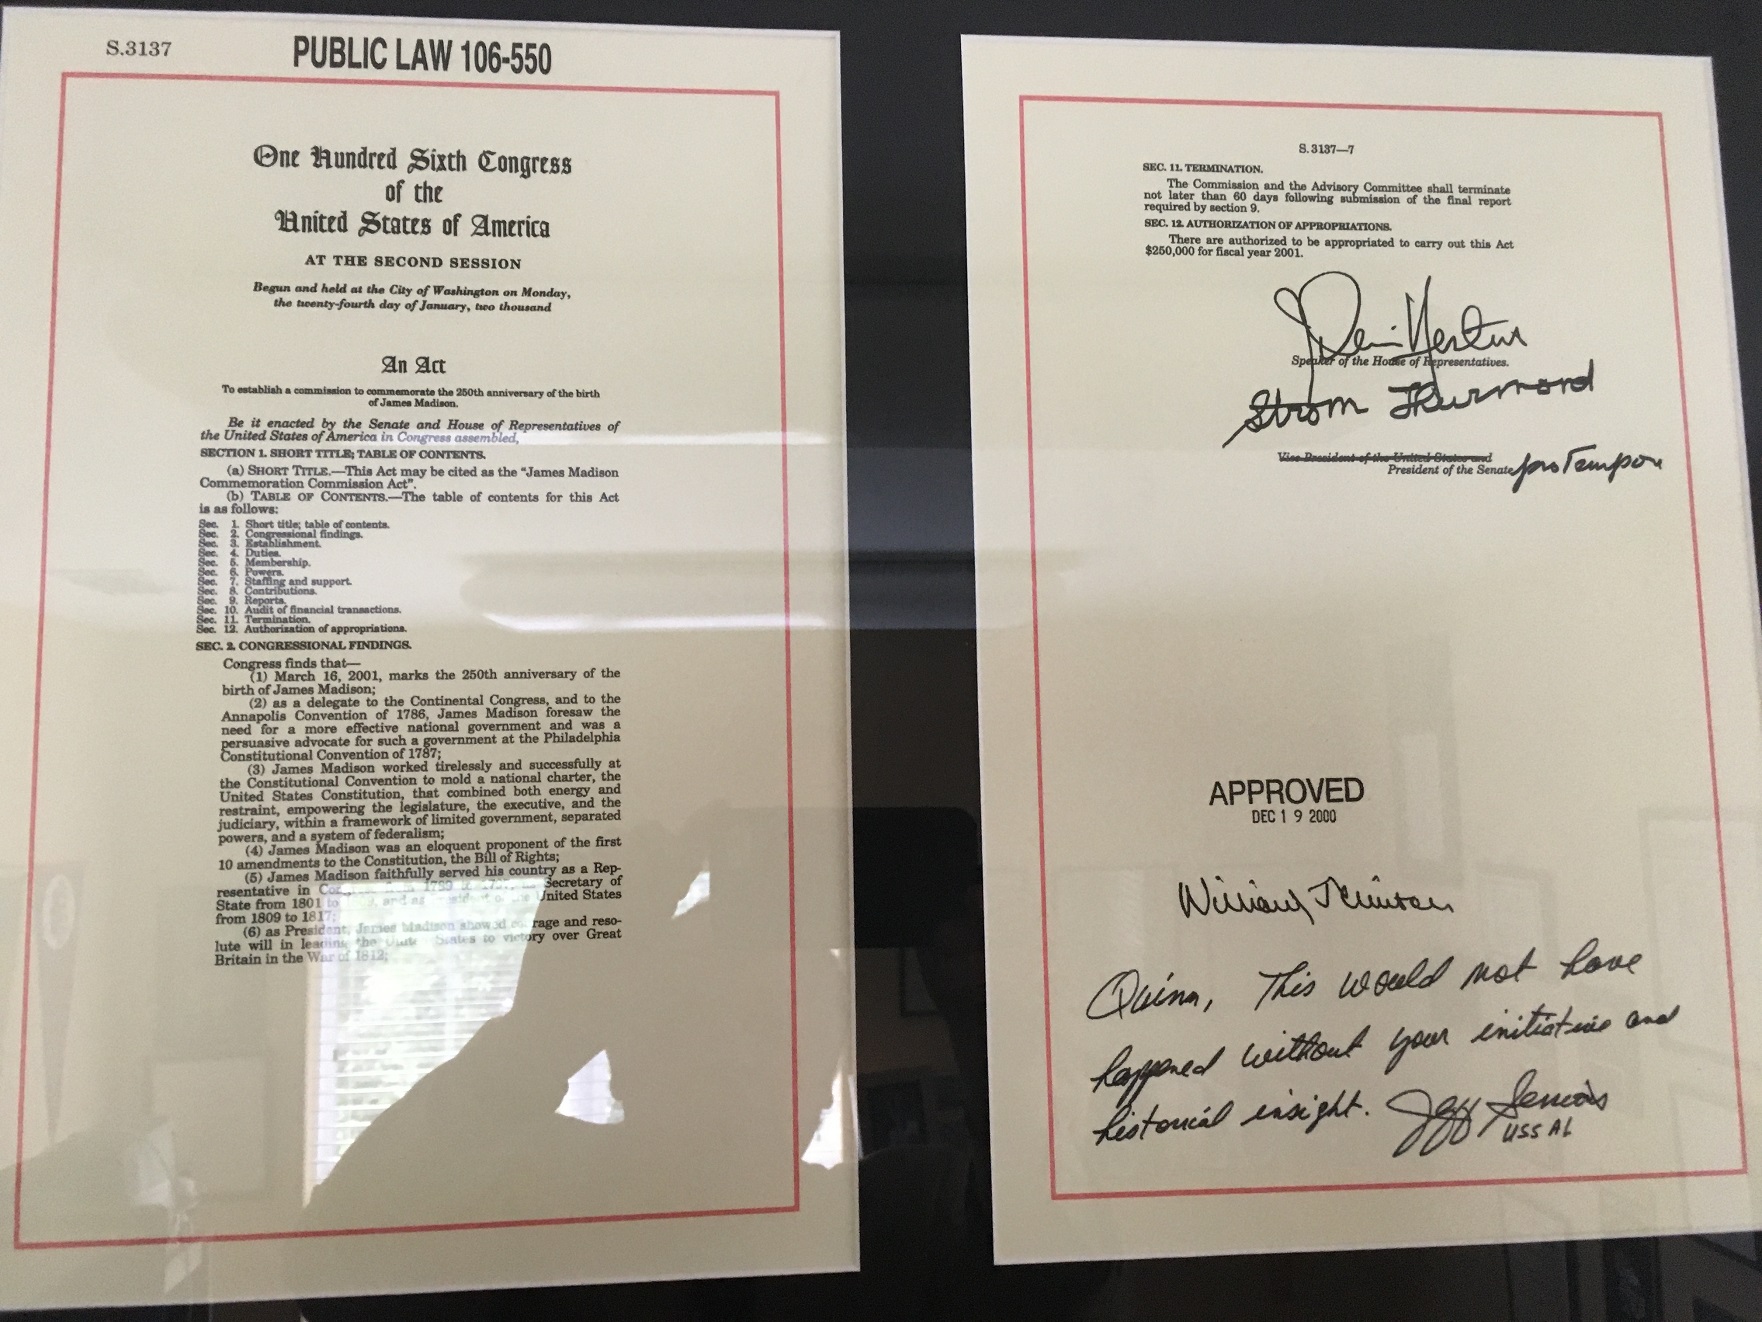 S.3137
PUBLIC LAW 106-550
One Hundred Sixth Congress
of the
United States of America
AT THE SECOND SESSION
Begun and held at the City of Washington on Monday,
the twenty-fourth day of January, two thousand
An Act
To establish a commission to commemorate the 250th anniversary of the birth
of James Madison.
Be it enacted by the Senate and House of Representatives of
the United States of America in Congress assembled,
SECTION 1. SHORT TITLE; TABLE OF CONTENTS.
(a) SHORT TITLE.—This Act may be cited as the “James Madison
Commemoration Commission Act”.
(b) TABLE OF CONTENTS.—The table of contents for this Act
is as follows:
Sec. 1. Short title; table of contents.
Sec. 2. Congressional findings.
Sec. 3. Establishment.
Sec. 4. Duties.
Sec. 5. Membership.
Sec. 6. Powers.
Sec. 7. Staffing and support.
Sec. 8. Contributions.
Sec. 9. Reports.
Sec. 10. Audit of financial transactions.
Sec. 11. Termination.
Sec. 12. Authorization of appropriations.
SEC. 2. CONGRESSIONAL FINDINGS.
Congress finds that—
(1) March 16, 2001, marks the 250th anniversary of the
birth of James Madison;
(2) as a delegate to the Continental Congress, and to the
Annapolis Convention of 1786, James Madison foresaw the
need for a more effective national government and was a
persuasive advocate for such a government at the Philadelphia
Constitutional Convention of 1787;
(3) James Madison worked tirelessly and successfully at
the Constitutional Convention to mold a national charter, the
United States Constitution, that combined both energy and
restraint, empowering the legislature, the executive, and the
judiciary, within a framework of limited government, separated
powers, and a system of federalism;
(4) James Madison was an eloquent proponent of the first
10 amendments to the Constitution, the Bill of Rights;
(5) James Madison faithfully served his country as a Rep-
resentative in Congress from 1789 to 1797, as Secretary of
State from 1801 to 1809, and as President of the United States
from 1809 to 1817;
(6) as President, James Madison showed courage and reso-
lute will in leading the United States to victory over Great
Britain in the War of 1812;
S. 3137—7
SEC. 11. TERMINATION.
The Commission and the Advisory Committee shall terminate
not later than 60 days following submission of the final report
required by section 9.
SEC. 12. AUTHORIZATION OF APPROPRIATIONS.
There are authorized to be appropriated to carry out this Act
$250,000 for fiscal year 2001.
Speaker of the House of Representatives.
Strom Thurmond
Vice President of the United States and
President of the Senate pro Tempore
APPROVED
DEC 19 2000
William J Clinton
Quinn, This would not have
happened without your initiative and
historical insight. Jeff Sessions
USS AL